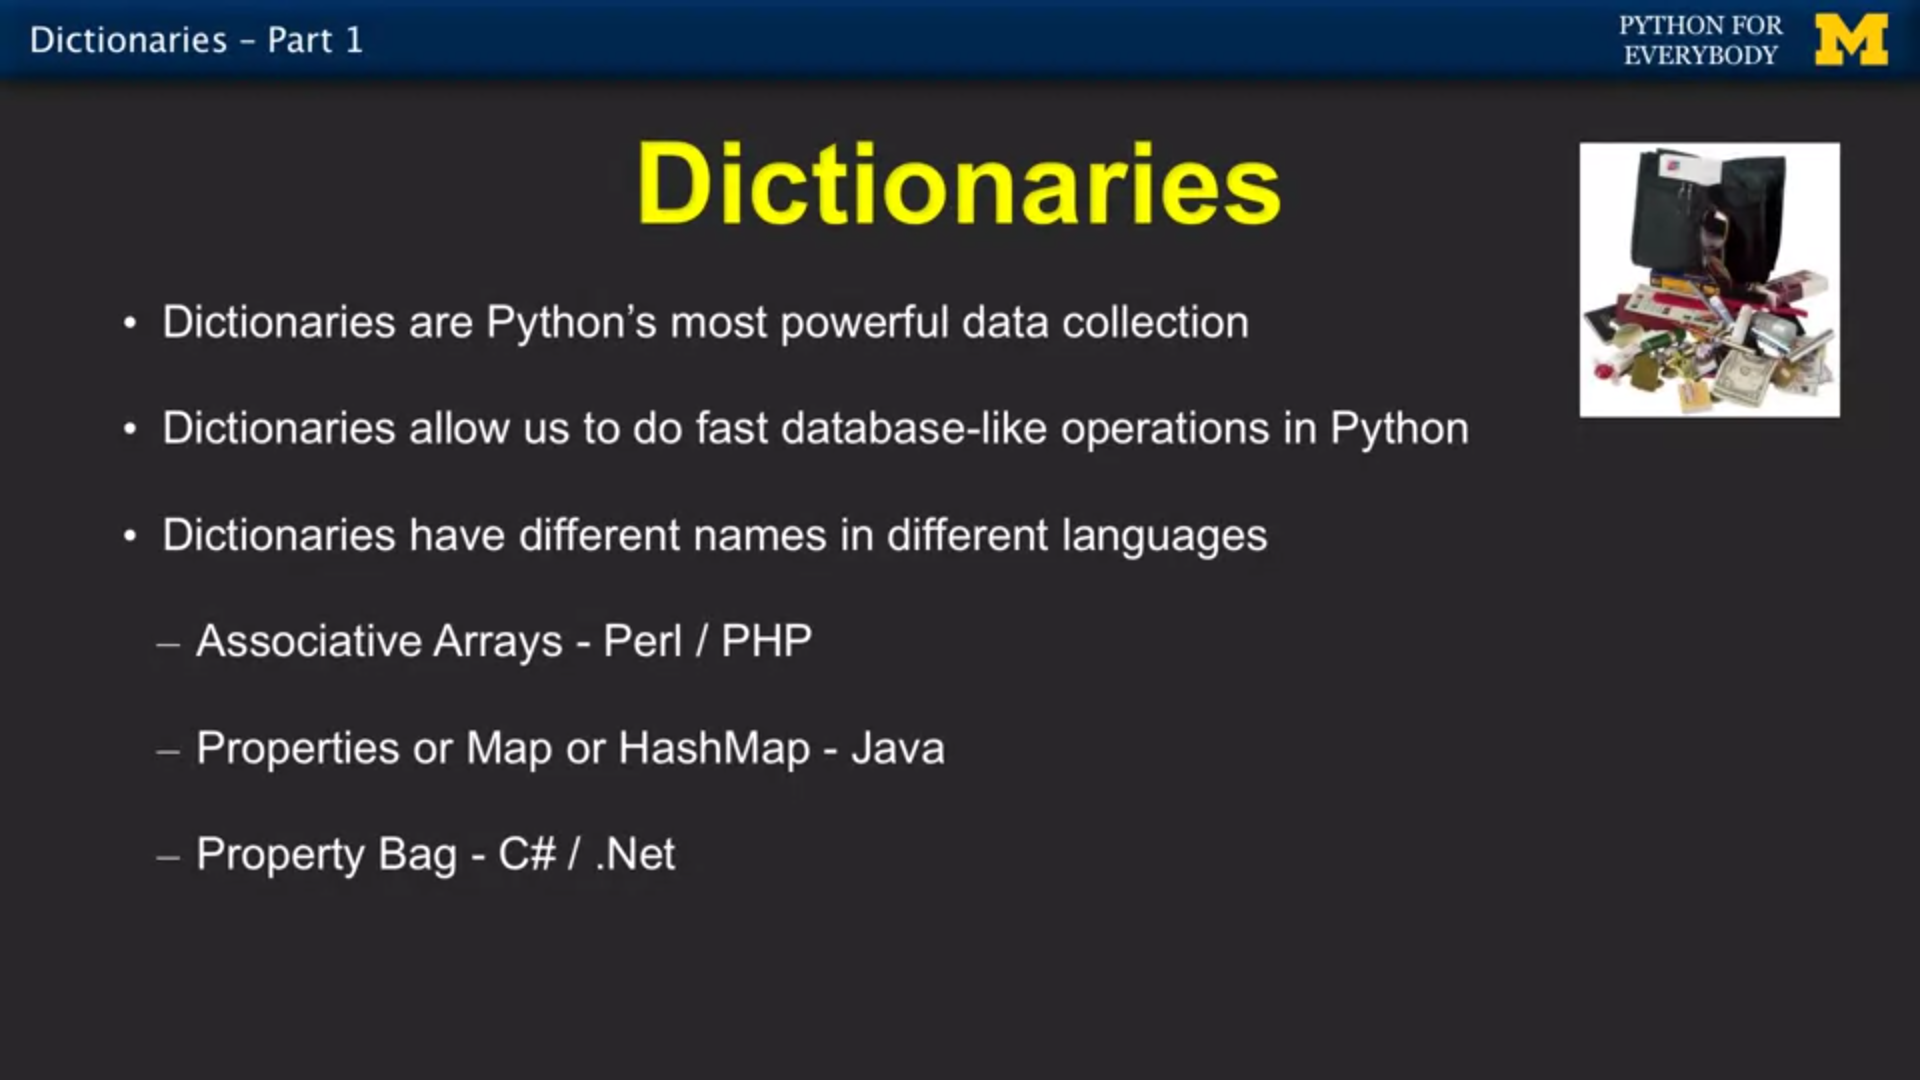 Dictionaries – Part 1
PYTHON FOR
EVERYBODY
M
Dictionaries
• Dictionaries are Python’s most powerful data collection
• Dictionaries allow us to do fast database-like operations in Python
• Dictionaries have different names in different languages
– Associative Arrays - Perl / PHP
– Properties or Map or HashMap - Java
– Property Bag - C# / .Net